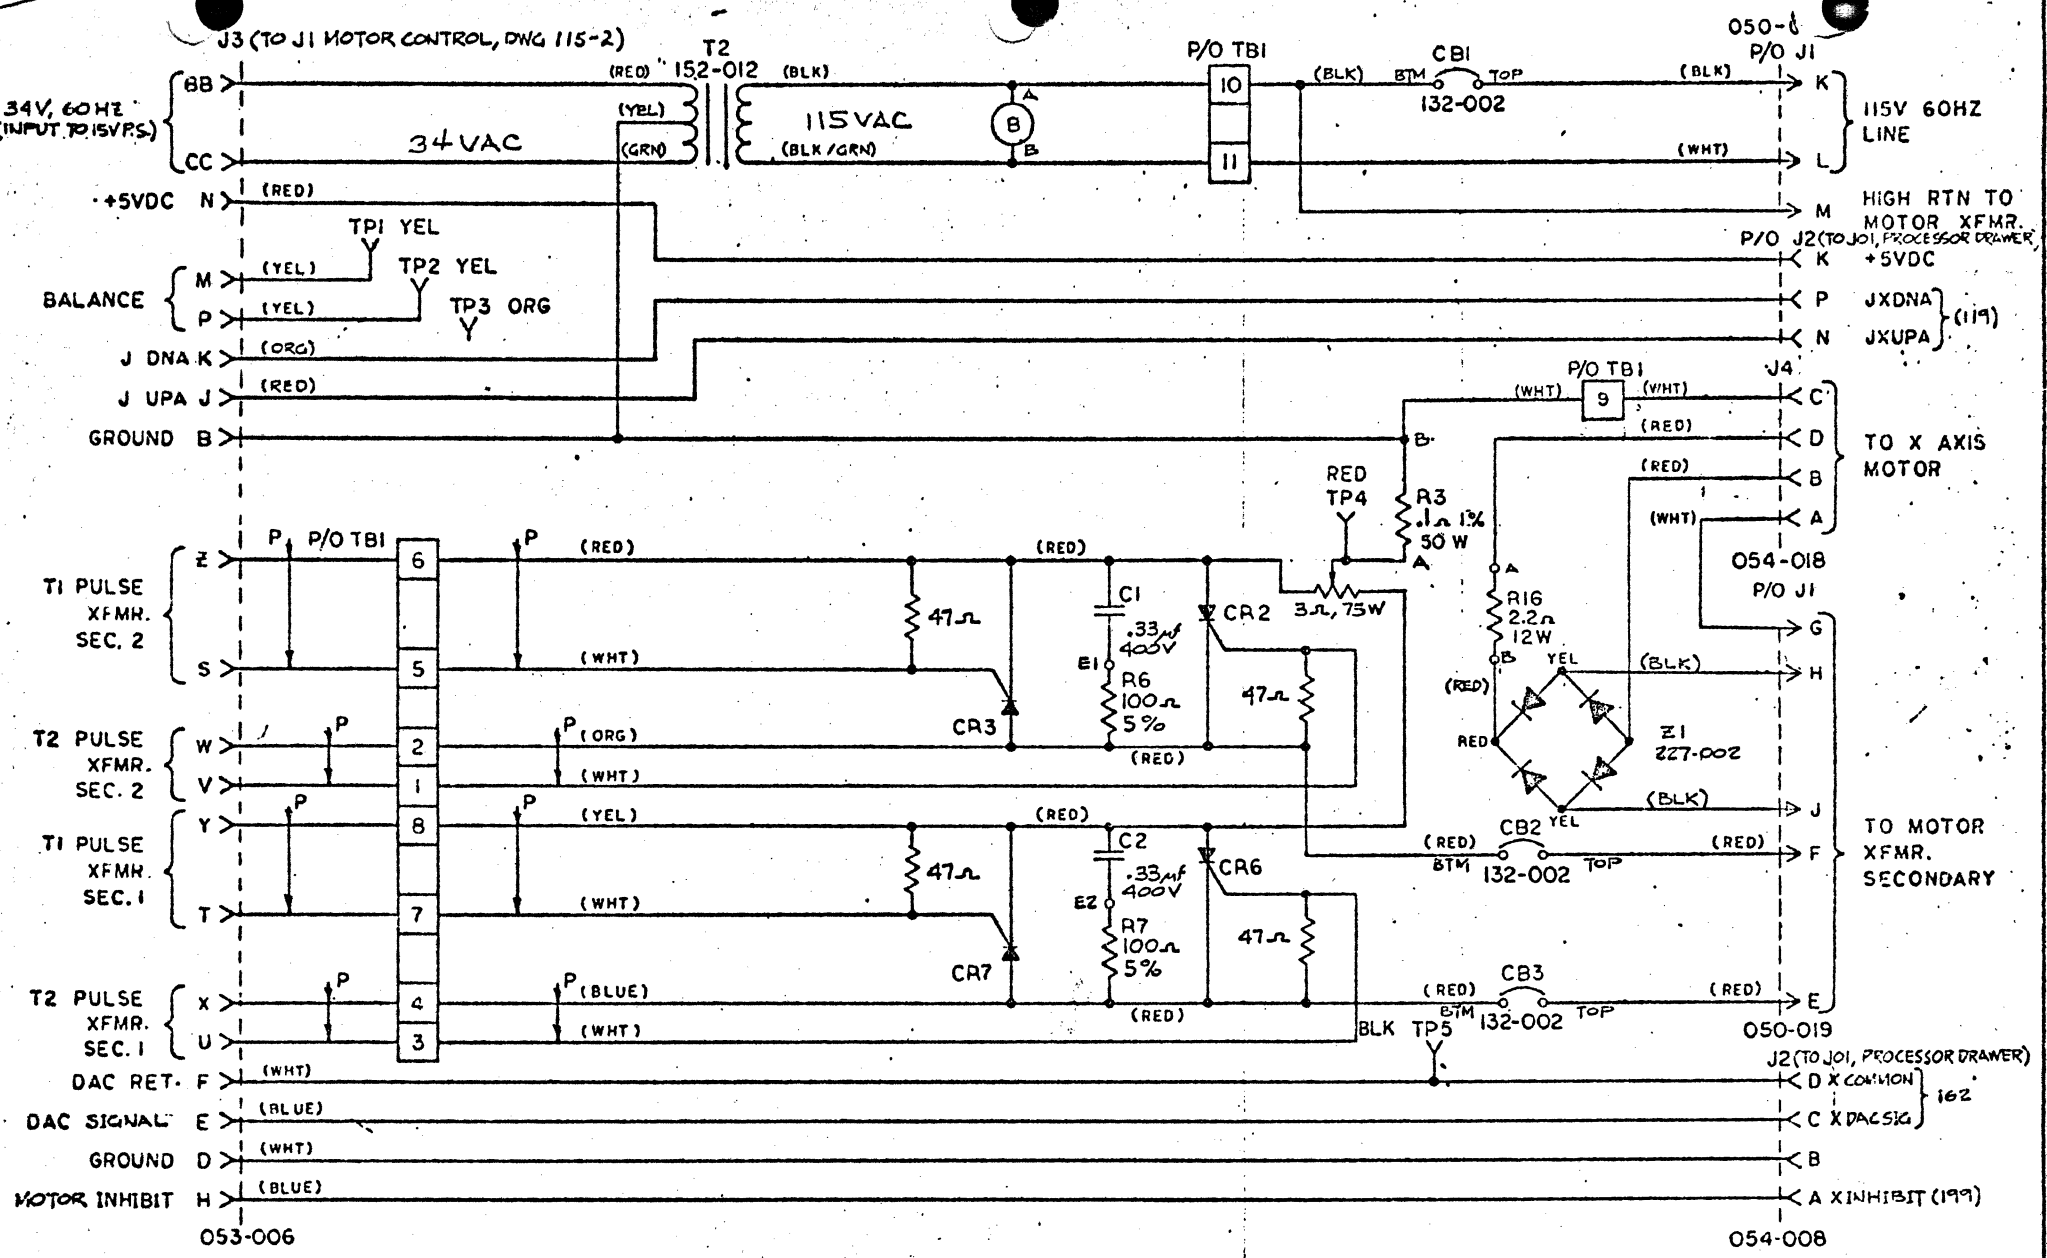 J3 (TO J1 MOTOR CONTROL, DWG 115-2)
T2
152-012
P/O TB1
CB1
050-
P/O J1
BB
(RED)
(BLK)
10
(BLK)
BTM
TOP
132-002
(BLK)
K
34V, 60HZ
(INPUT TO 15V P.S.)
(YEL)
34VAC
115VAC
A
B
B
115V 60HZ
LINE
CC
(GRN)
(BLK/GRN)
11
(WHT)
L
+5VDC N
(RED)
M
HIGH RTN TO
MOTOR XFMR.
TP1 YEL
P/O J2 (TO J01, PROCESSOR DRAWER)
K +5VDC
BALANCE
M
(YEL)
TP2 YEL
P
(YEL)
TP3 ORG
P JXDNA
(119)
N JXUPA
J DNA K
(ORG)
J UPA J
(RED)
J4
P/O TB1
(WHT)
9
(WHT)
C
GROUND B
B
(RED)
D
TO X AXIS
MOTOR
(RED)
B
(WHT)
A
RED
TP4
R3
.1Ω 1%
50 W
A
054-018
P/O J1
T1 PULSE
XFMR.
SEC. 2
Z
P
P/O TB1
6
P
(RED)
(RED)
47Ω
C1
.33µf
400V
CR2
3Ω, 75W
A
R16
2.2Ω
12W
B
G
S
5
(WHT)
E1
R6
100Ω
5%
CR3
47Ω
(RED)
YEL
(BLK)
H
RED
Z1
227-002
T2 PULSE
XFMR.
SEC. 2
W
P
2
P
(ORG)
(RED)
V
1
(WHT)
YEL
(BLK)
J
T1 PULSE
XFMR.
SEC. 1
Y
P
8
P
(YEL)
(RED)
47Ω
C2
.33µf
400V
CR6
(RED)
BTM
CB2
132-002
TOP
(RED)
F
TO MOTOR
XFMR.
SECONDARY
T
7
(WHT)
E2
R7
100Ω
5%
CR7
47Ω
T2 PULSE
XFMR.
SEC. 1
X
P
4
P
(BLUE)
(RED)
(RED)
BTM
CB3
132-002
TOP
(RED)
E
U
3
(WHT)
BLK TP5
050-019
J2 (TO J01, PROCESSOR DRAWER)
DAC RET. F
(WHT)
D X COMMON
162
DAC SIGNAL E
(BLUE)
C X DAC SIG
GROUND D
(WHT)
B
MOTOR INHIBIT H
(BLUE)
A X INHIBIT (199)
053-006
054-008